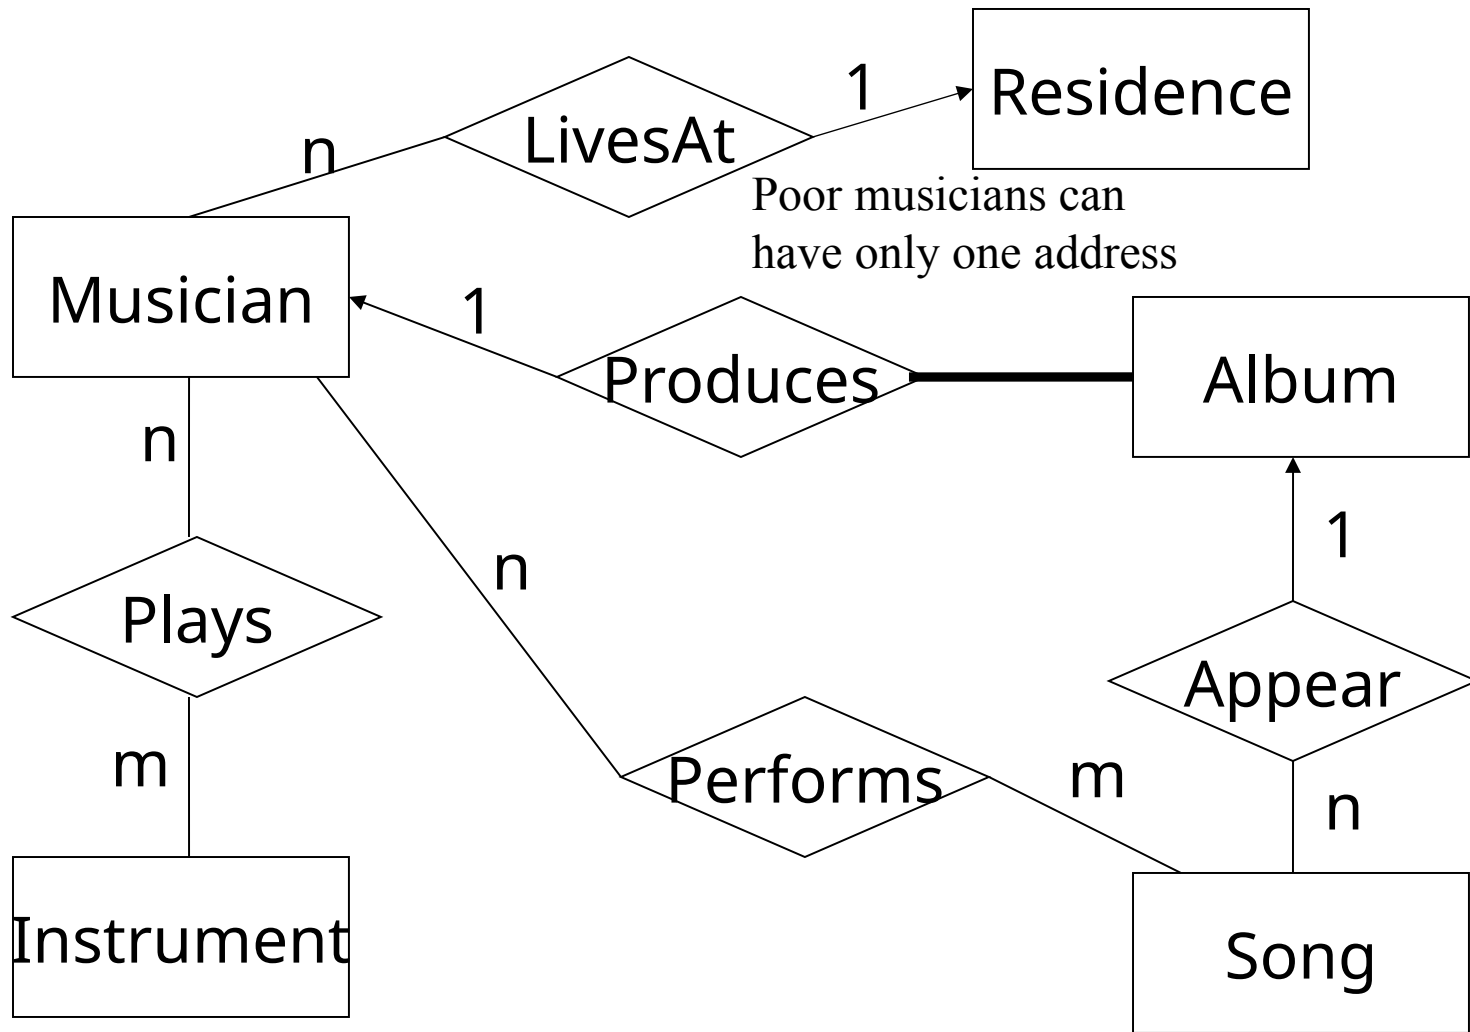 1
Residence
LivesAt
n
Poor musicians can
have only one address
Musician
1
Produces
Album
n
1
n
Plays
Appear
m
Performs
m
n
Instrument
Song